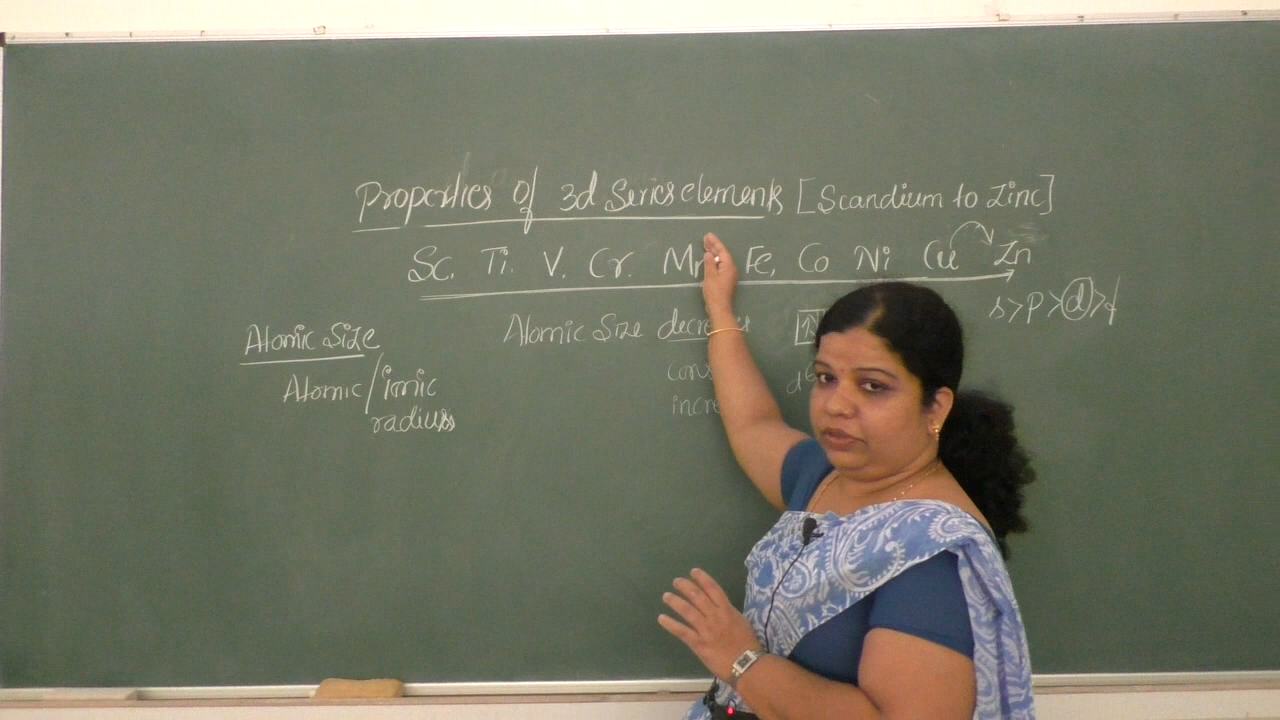 Properties of 3d Series elements [Scandium to Zinc]
Sc. Ti. V. Cr. Mn Fe, Co Ni Cu Zn
s>p>d>f
Atomic Size
Atomic Size
Atomic/ionic
radius